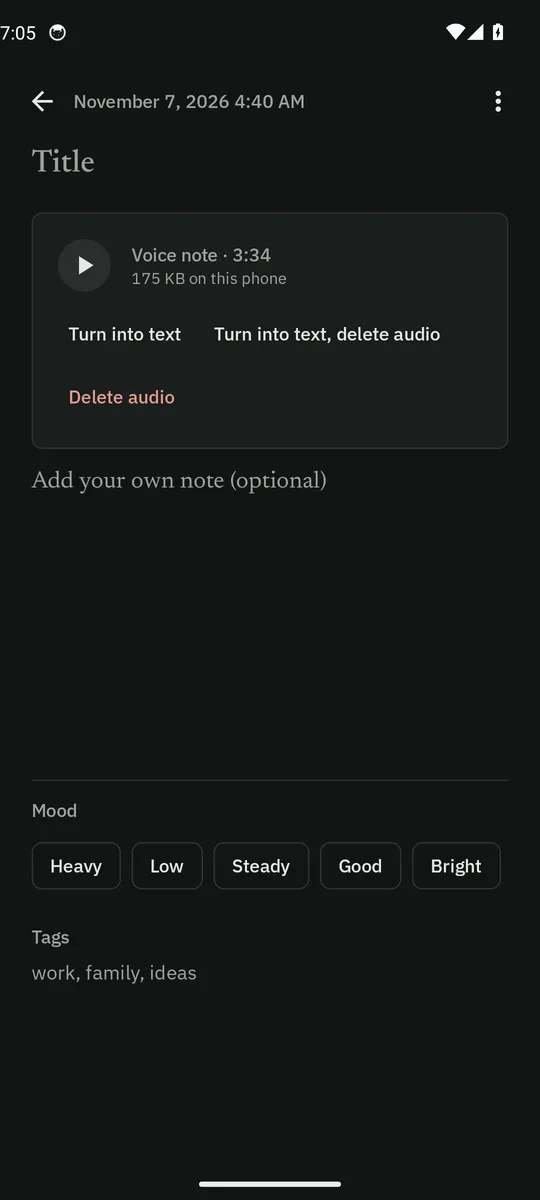 7:05
November 7, 2026 4:40 AM
Title
Voice note · 3:34
175 KB on this phone
Turn into text
Turn into text, delete audio
Delete audio
Add your own note (optional)
Mood
Heavy
Low
Steady
Good
Bright
Tags
work, family, ideas